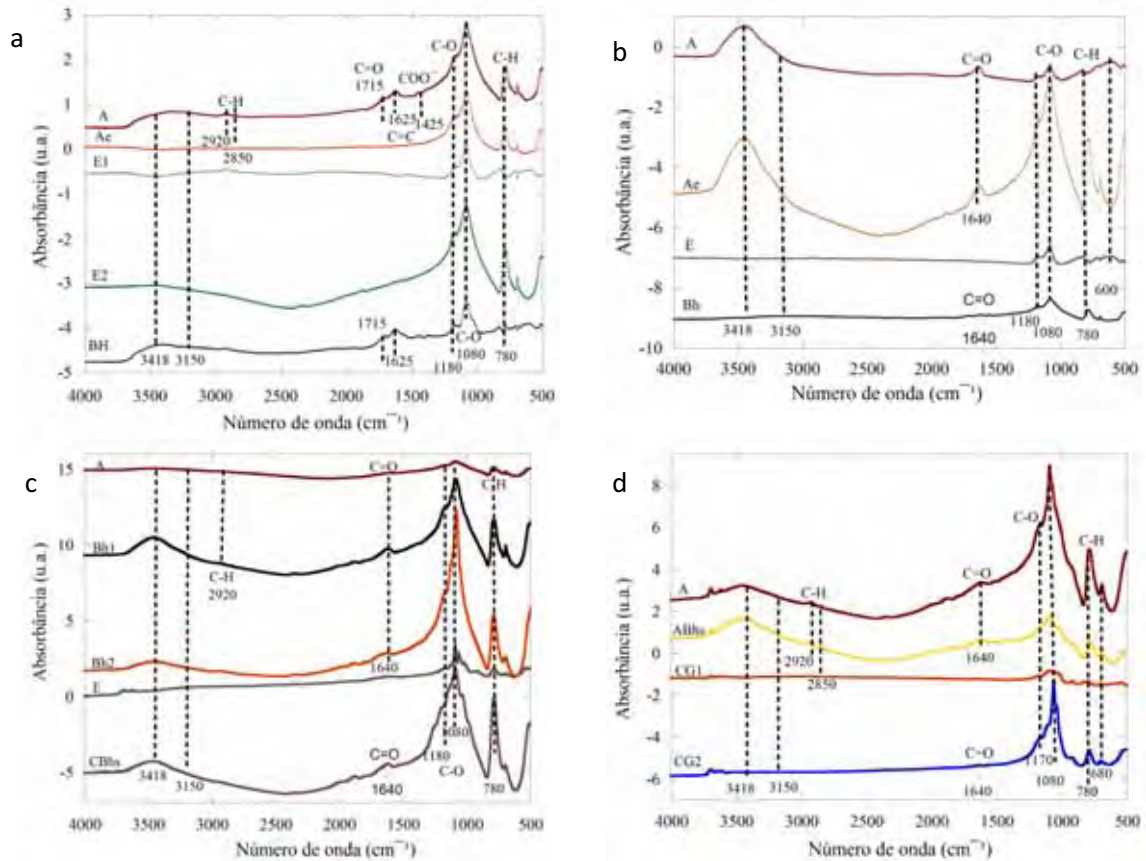 a
3
2
1
0
-1
-2
-3
-4
-5
Absorbância (u.a.)
C=O
1715
COO⁻
C-O
C-H
C-H
2920
2850
1625
C=C
1425
A
Ae
E1
E2
BH
3418
3150
1715
1625
C-O
1080
1180
780
4000
3500
3000
2500
2000
1500
1000
500
Número de onda (cm⁻¹)
b
0
-2
-4
-6
-8
-10
Absorbância (u.a.)
A
Ae
E
Bh
C=O
C-O
C-H
1640
600
C=O
3418
3150
1640
1180
1080
780
4000
3500
3000
2500
2000
1500
1000
500
Número de onda (cm⁻¹)
c
15
10
5
0
-5
Absorbância (u.a.)
A
Bh1
Bh2
E
CBhs
C=O
C-H
C-H
2920
1640
3418
3150
C=O
1640
1180
080
C-O
780
4000
3500
3000
2500
2000
1500
1000
500
Número de onda (cm⁻¹)
d
8
6
4
2
0
-2
-4
-6
Absorbância (u.a.)
A
ABhs
CG1
CG2
C-O
C-H
C=O
C-H
2920
2850
1640
3418
3150
C=O
1640
1170
1080
680
780
4000
3500
3000
2500
2000
1500
1000
500
Número de onda (cm⁻¹)